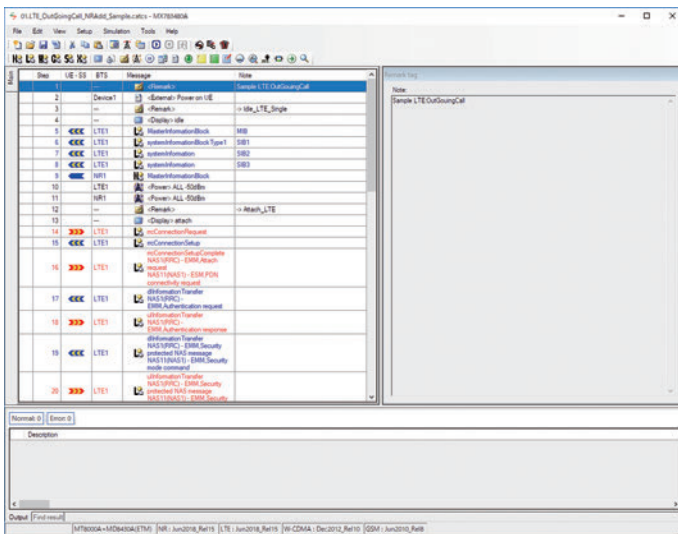 01.LTE_OutGoingCall_NRAdd_Sample.catcs - MX785480A
File Edit View Setup Simulation Tools Help
Main
Step UE - SS BTS Message Note
1 --- <Remark> Sample LTE OutGouingCall
2 Device1 <External> Power on UE
3 --- <Remark> -> Idle_LTE_Single
4 --- <Display> idle
5 LTE1 MasterInformationBlock MIB
6 LTE1 systemInformationBlockType1 SIB1
7 LTE1 systemInformation SIB2
8 LTE1 systemInformation SIB3
9 NR1 MasterInformationBlock
10 LTE1 <Power> ALL -50dBm
11 NR1 <Power> ALL -50dBm
12 --- <Remark> -> Attach_LTE
13 --- <Display> attach
14 LTE1 rrcConnectionRequest
15 LTE1 rrcConnectionSetup
rrcConnectionSetupComplete
NAS1(RRC) - EMM,Attach
16 LTE1 request
NAS11(NAS1) - ESM,PDN
connectivity request
dlInformationTransfer
17 LTE1 NAS1(RRC) -
EMM,Authentication request
ulInformationTransfer
18 LTE1 NAS1(RRC) -
EMM,Authentication response
dlInformationTransfer
NAS1(RRC) - EMM,Security
19 LTE1 protected NAS message
NAS11(NAS1) - EMM,Security
mode command
ulInformationTransfer
NAS1(RRC) - EMM,Security
20 LTE1 protected NAS message
NAS11(NAS1) - EMM,Security
Remark tag
Note:
Sample LTE OutGouingCall
Normal: 0 Error: 0
Description
Output Find result
MT8000A+MD8430A(ETM) NR : Jun2018_Rel15 LTE : Jun2018_Rel15 W-CDMA : Dec2012_Rel10 GSM : Jun2010_Rel8